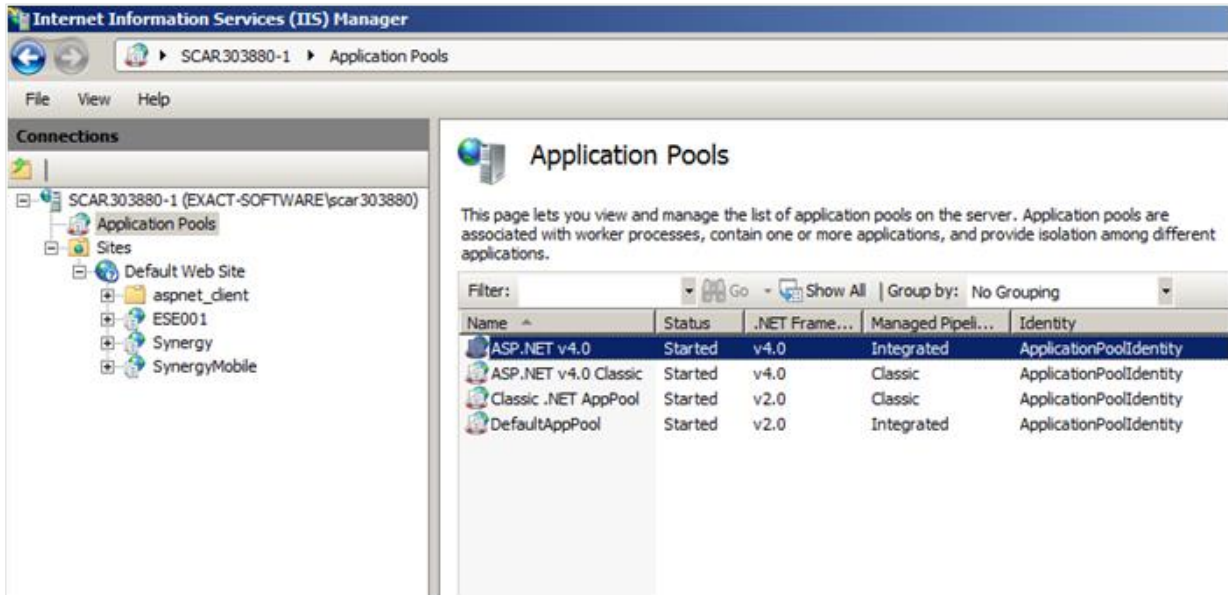 Internet Information Services (IIS) Manager
SCAR303880-1 Application Pools
File View Help
Connections
SCAR303880-1 (EXACT-SOFTWARE\scar303880)
Application Pools
Sites
Default Web Site
aspnet_client
ESE001
Synergy
SynergyMobile
Application Pools
This page lets you view and manage the list of application pools on the server. Application pools are
associated with worker processes, contain one or more applications, and provide isolation among different
applications.
Filter: Go Show All Group by: No Grouping
Name Status .NET Frame... Managed Pipeli... Identity
ASP.NET v4.0 Started v4.0 Integrated ApplicationPoolIdentity
ASP.NET v4.0 Classic Started v4.0 Classic ApplicationPoolIdentity
Classic .NET AppPool Started v2.0 Classic ApplicationPoolIdentity
DefaultAppPool Started v2.0 Integrated ApplicationPoolIdentity